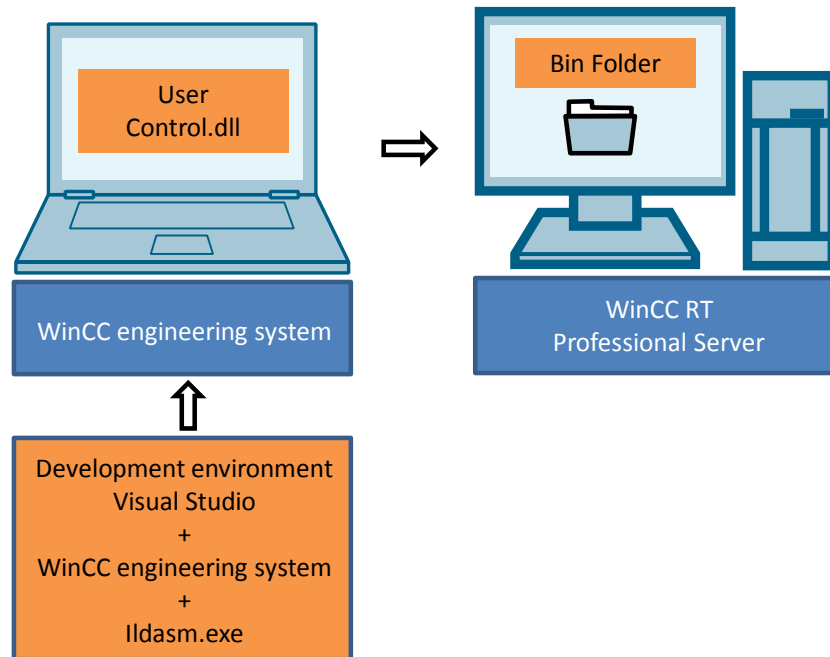 User
Control.dll
Bin Folder
WinCC engineering system
WinCC RT
Professional Server
Development environment
Visual Studio
+
WinCC engineering system
+
Ildasm.exe